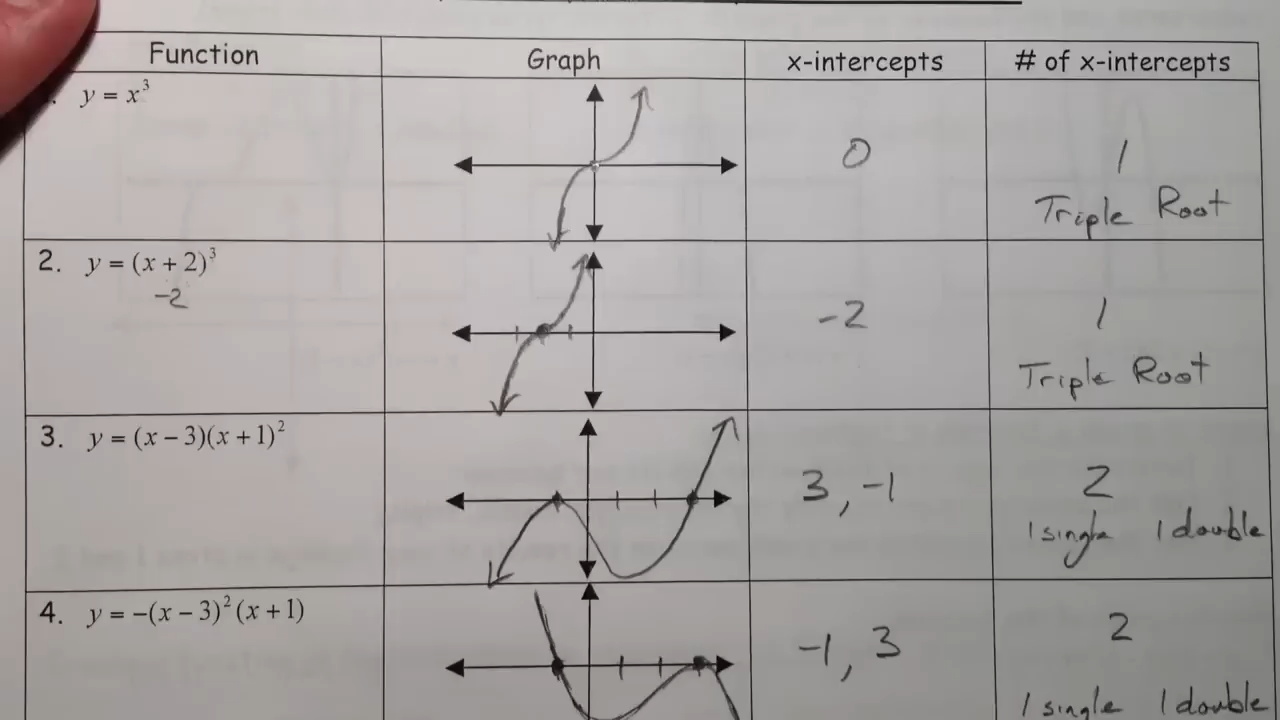 Function Graph x-intercepts # of x-intercepts
y = x³ 0 1
Triple Root
2. y = (x + 2)³ -2 1
-2
Triple Root
3. y = (x − 3)(x + 1)² 3, -1 2
1 single 1 double
4. y = −(x − 3)² (x + 1) -1, 3 2
1 single 1 double